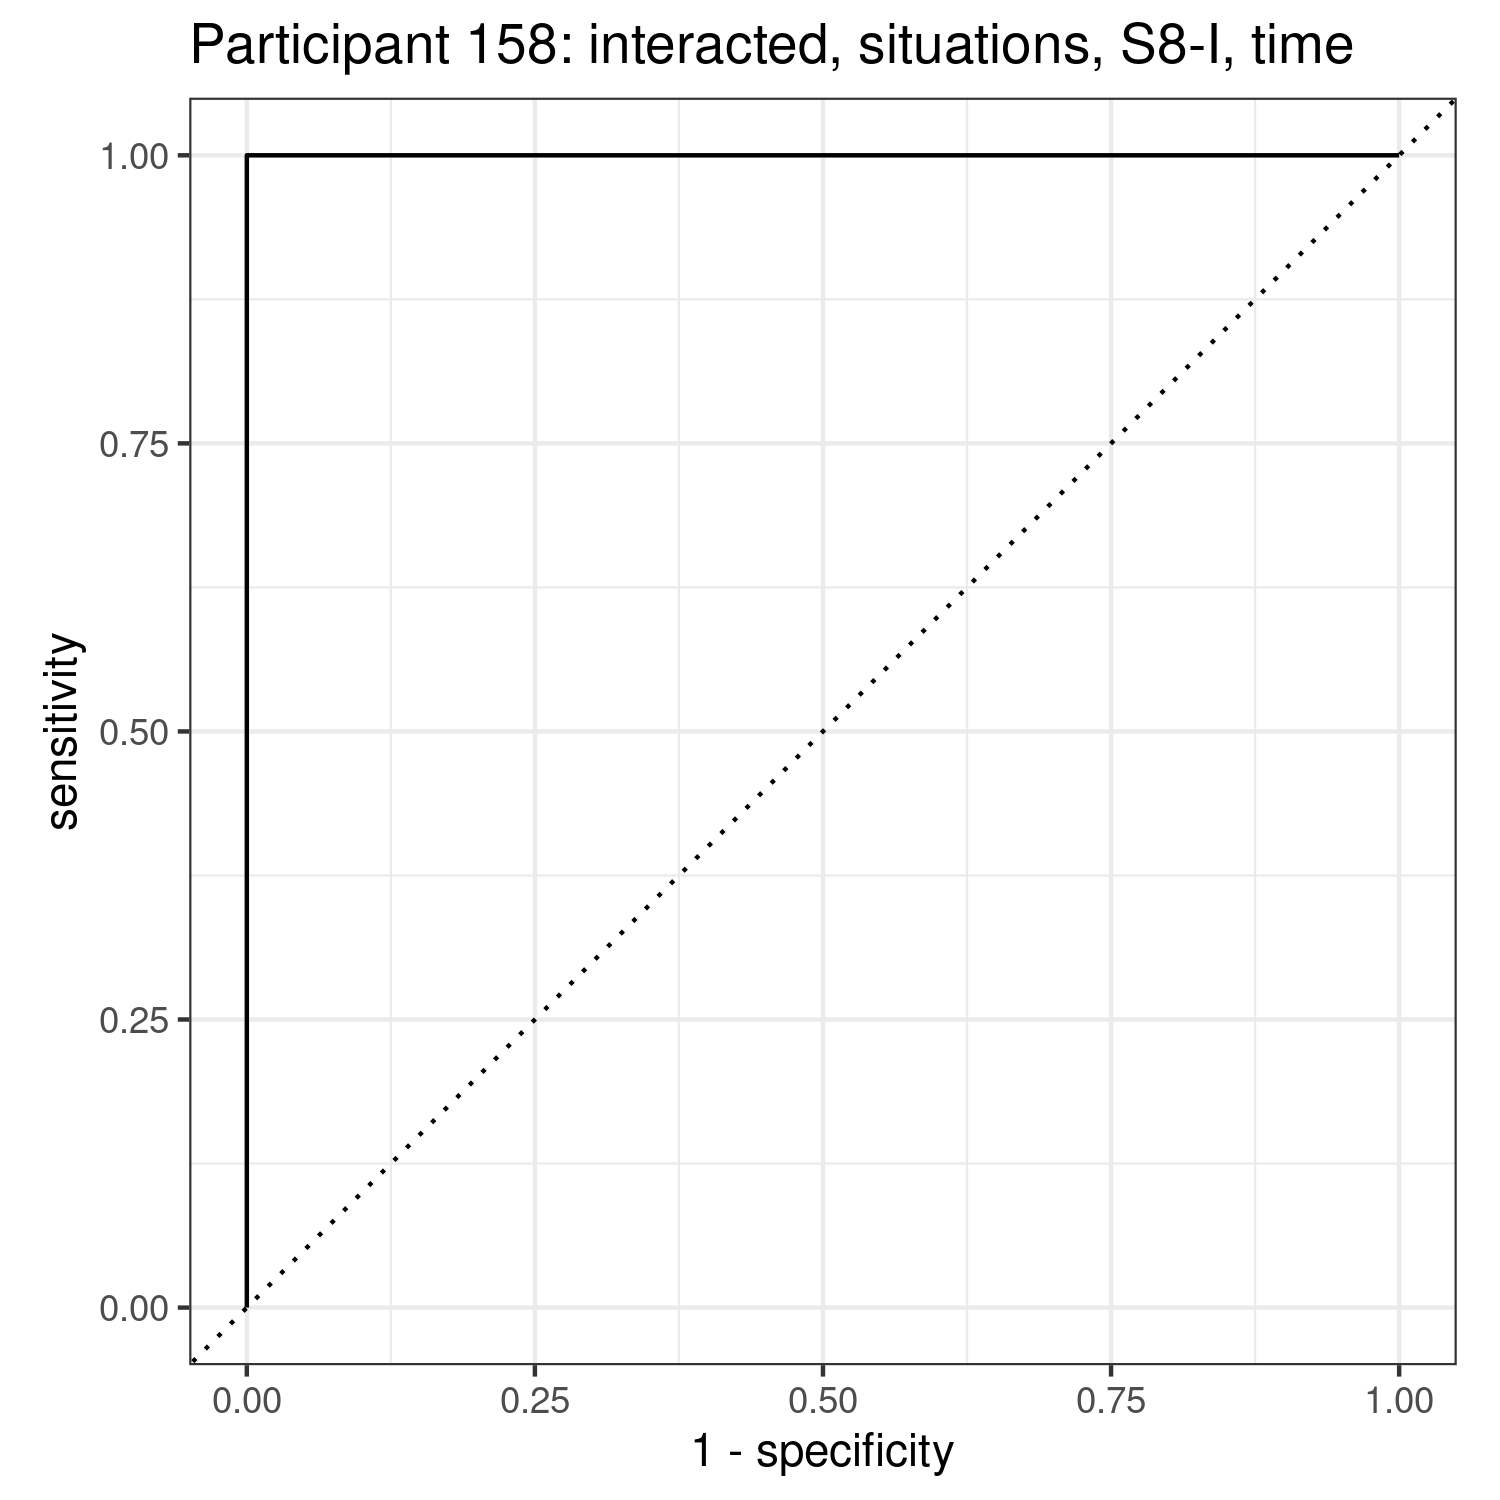 Participant 158: interacted, situations, S8-I, time
1.00
0.75
0.50
0.25
0.00
sensitivity
0.00 0.25 0.50 0.75 1.00
1 - specificity